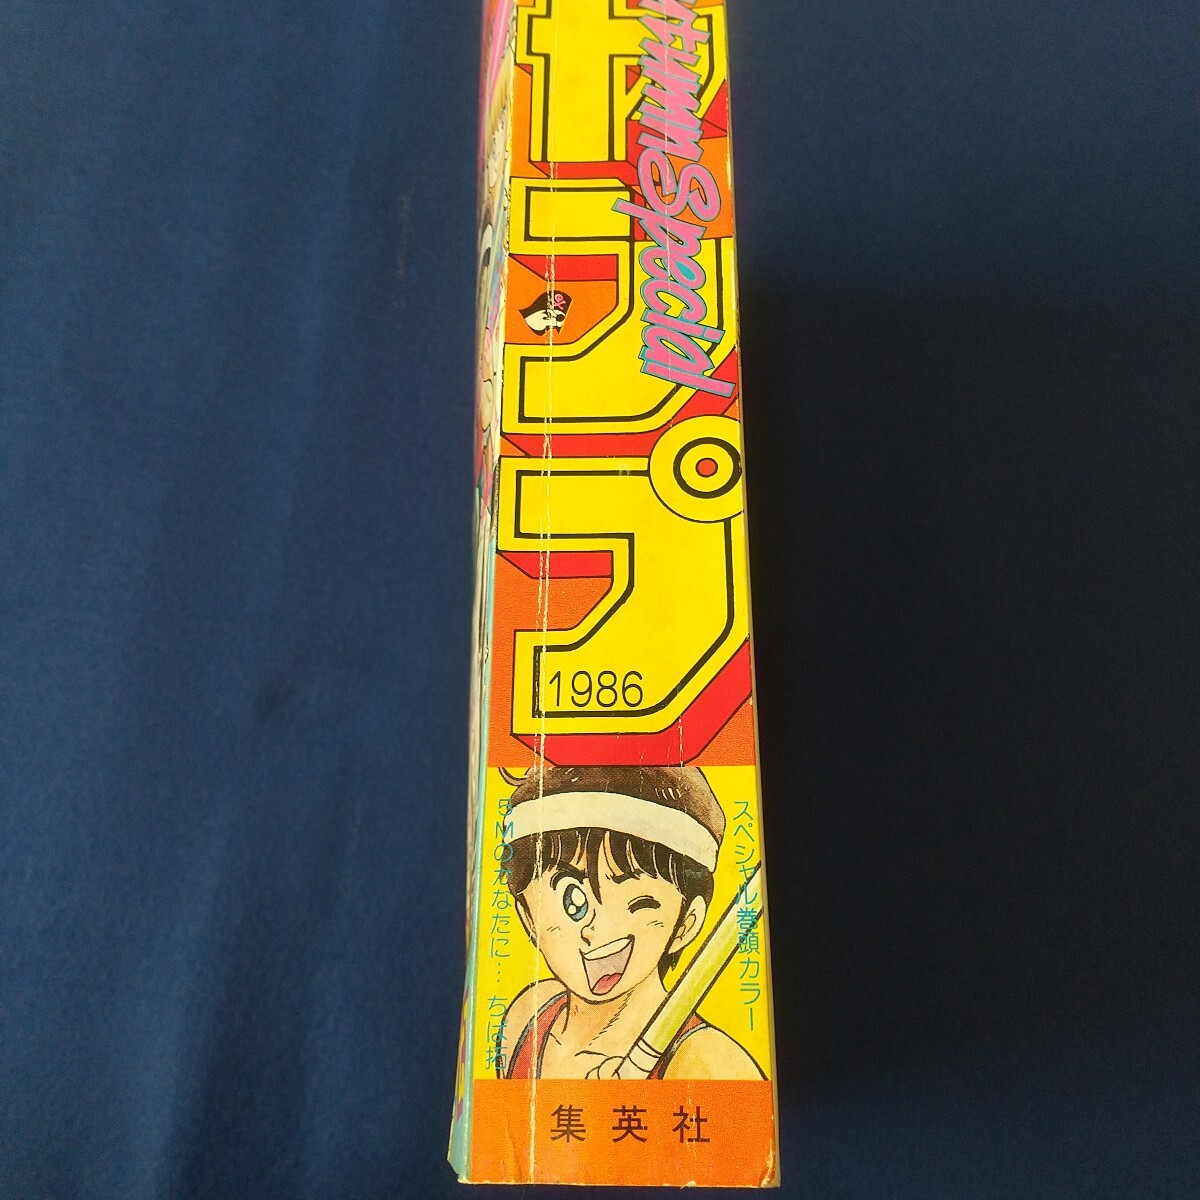 ャンプ
Special
1986
スペシャル巻頭カラー
5Mのかなたに…ちば拓
集英社